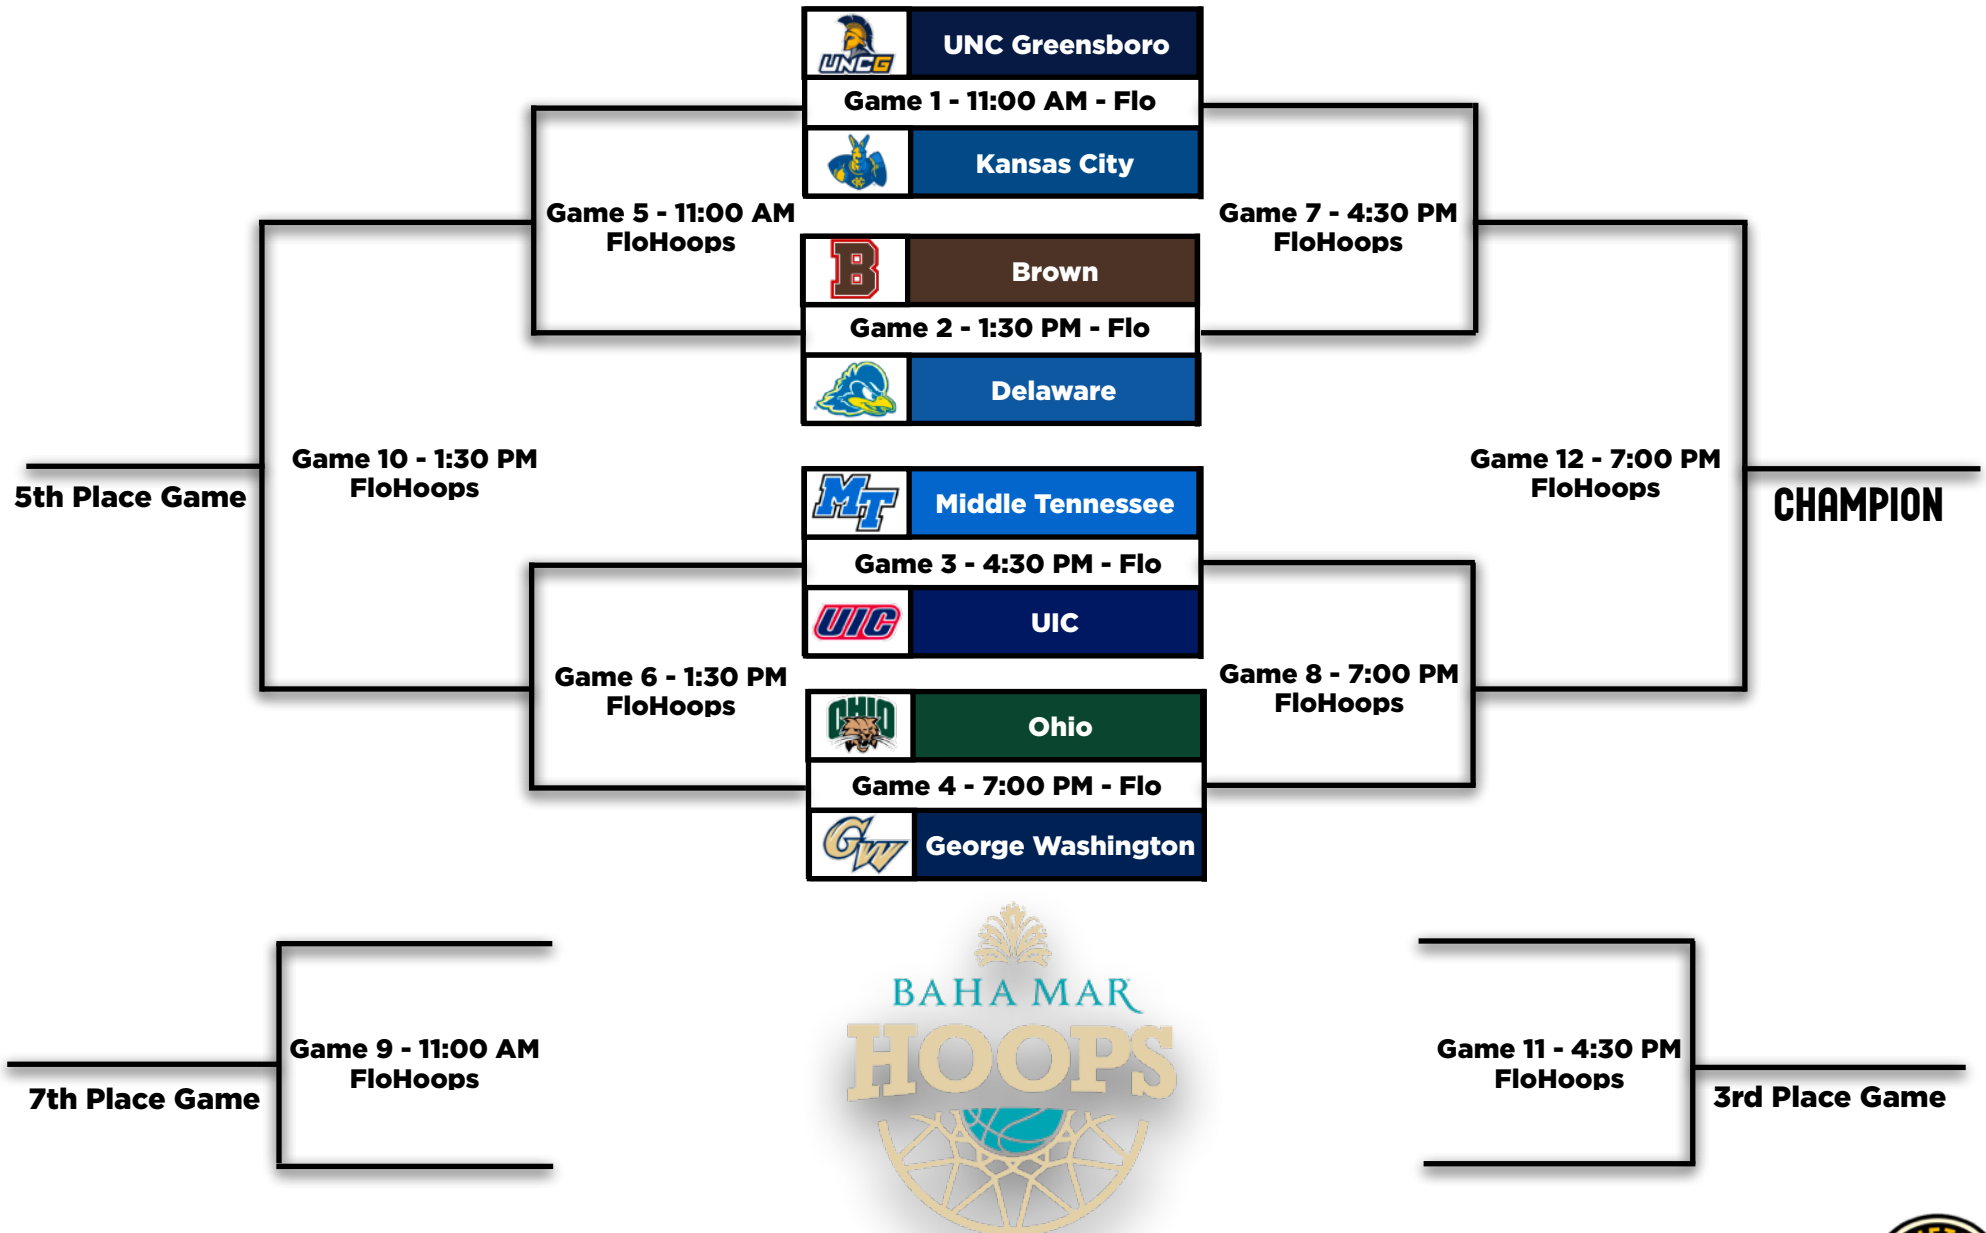 UNCG
UNC Greensboro
Game 1 - 11:00 AM - Flo
Kansas City
Game 5 - 11:00 AM
FloHoops
Game 7 - 4:30 PM
FloHoops
B
Brown
Game 2 - 1:30 PM - Flo
Delaware
Game 10 - 1:30 PM
FloHoops
5th Place Game
Game 12 - 7:00 PM
FloHoops
CHAMPION
MT
Middle Tennessee
Game 3 - 4:30 PM - Flo
UIC
UIC
Game 6 - 1:30 PM
FloHoops
Game 8 - 7:00 PM
FloHoops
OHIO
Ohio
Game 4 - 7:00 PM - Flo
GW
George Washington
Game 9 - 11:00 AM
FloHoops
7th Place Game
BAHA MAR
HOOPS
Game 11 - 4:30 PM
FloHoops
3rd Place Game